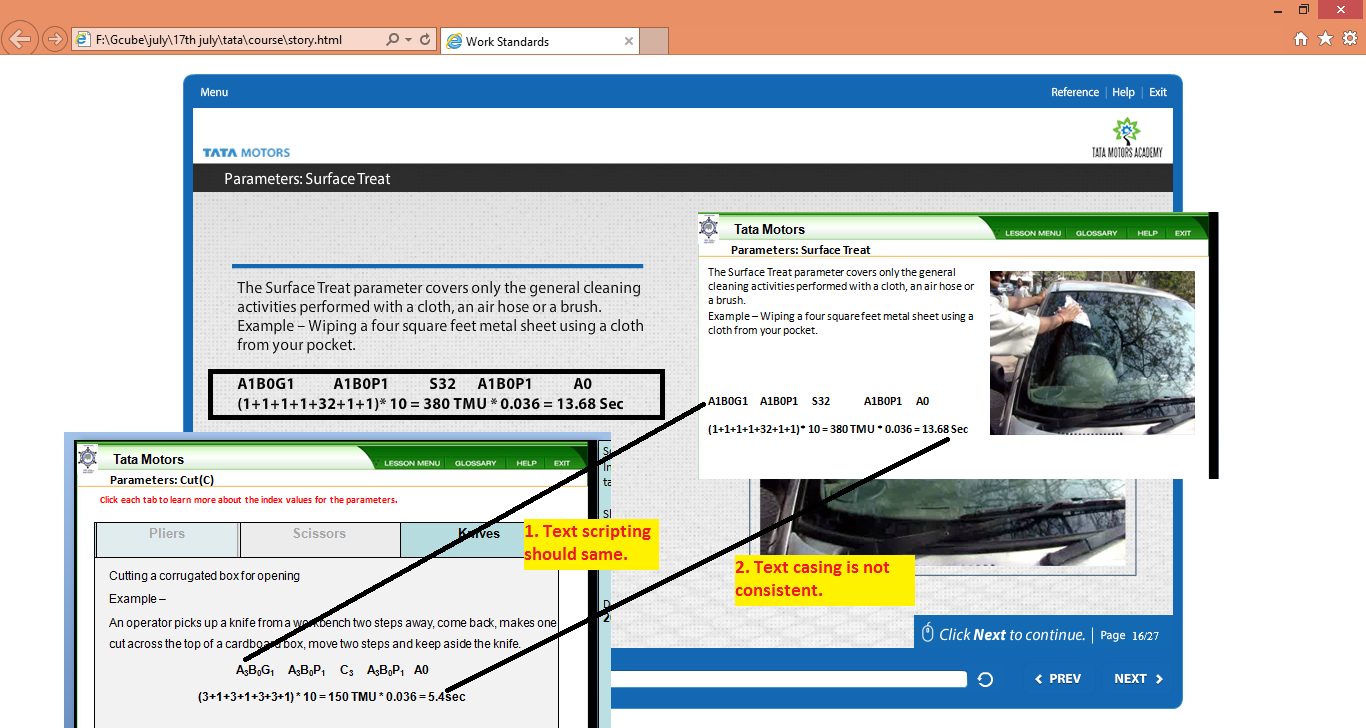 F:\Gcube\july\17th july\tata\course\story.html
Work Standards
Menu
Reference | Help | Exit
TATA MOTORS
TATA MOTORS ACADEMY
Parameters: Surface Treat
The Surface Treat parameter covers only the general cleaning
activities performed with a cloth, an air hose or a brush.
Example – Wiping a four square feet metal sheet using a cloth
from your pocket.
A1B0G1 A1B0P1 S32 A1B0P1 A0
(1+1+1+1+32+1+1)* 10 = 380 TMU * 0.036 = 13.68 Sec
Tata Motors
LESSON MENU GLOSSARY HELP EXIT
Parameters: Surface Treat
The Surface Treat parameter covers only the general
cleaning activities performed with a cloth, an air hose or
a brush.
Example – Wiping a four square feet metal sheet using a
cloth from your pocket.
A1B0G1 A1B0P1 S32 A1B0P1 A0
(1+1+1+1+32+1+1)* 10 = 380 TMU * 0.036 = 13.68 Sec
Tata Motors
LESSON MENU GLOSSARY HELP EXIT
Parameters: Cut(C)
Click each tab to learn more about the index values for the parameters.
Pliers Scissors Knives
Cutting a corrugated box for opening
Example –
An operator picks up a knife from a workbench two steps away, come back, makes one
cut across the top of a cardboard box, move two steps and keep aside the knife.
A₃B₀G₁ A₃B₀P₁ C₃ A₃B₀P₁ A0
(3+1+3+1+3+3+1) * 10 = 150 TMU * 0.036 = 5.4sec
1. Text scripting
should same.
2. Text casing is not
consistent.
Click Next to continue. | Page 16/27
PREV NEXT